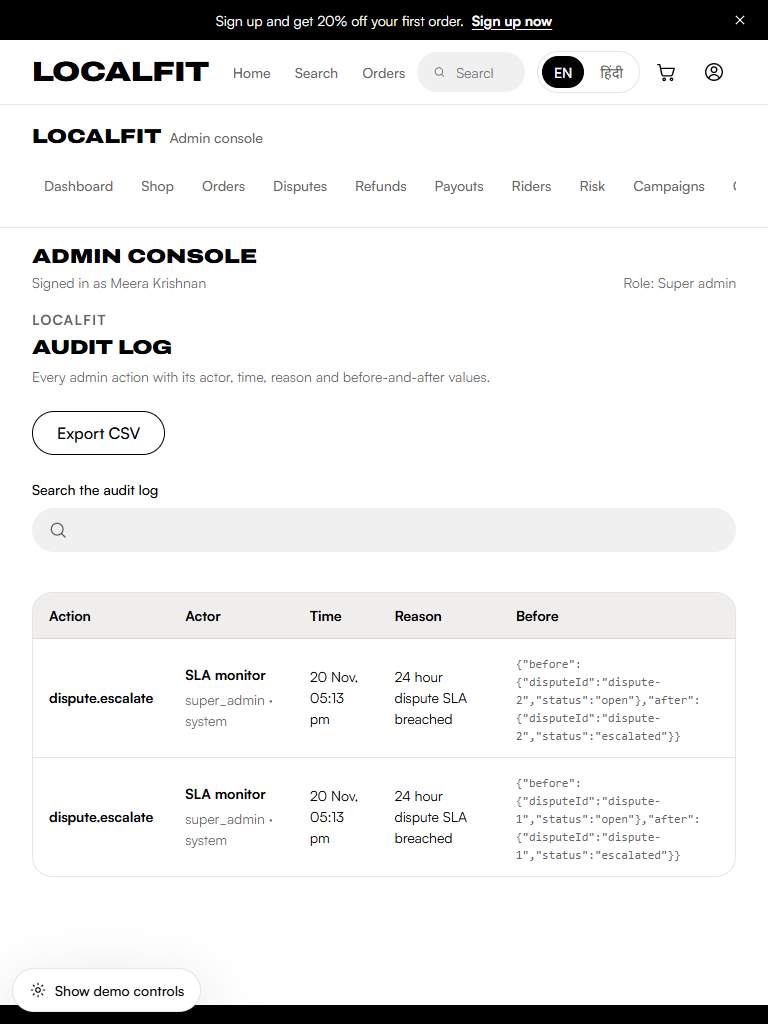 Sign up and get 20% off your first order. Sign up now
LOCALFIT Home Search Orders Search EN हिंदी
LOCALFIT Admin console
Dashboard Shop Orders Disputes Refunds Payouts Riders Risk Campaigns
ADMIN CONSOLE
Signed in as Meera Krishnan Role: Super admin
LOCALFIT
AUDIT LOG
Every admin action with its actor, time, reason and before-and-after values.
Export CSV
Search the audit log
Action Actor Time Reason Before
dispute.escalate
SLA monitor
super_admin •
system
20 Nov,
05:13
pm
24 hour
dispute SLA
breached
{"before":
{"disputeId":"dispute-
2","status":"open"},"after":
{"disputeId":"dispute-
2","status":"escalated"}}
dispute.escalate
SLA monitor
super_admin •
system
20 Nov,
05:13
pm
24 hour
dispute SLA
breached
{"before":
{"disputeId":"dispute-
1","status":"open"},"after":
{"disputeId":"dispute-
1","status":"escalated"}}
Show demo controls